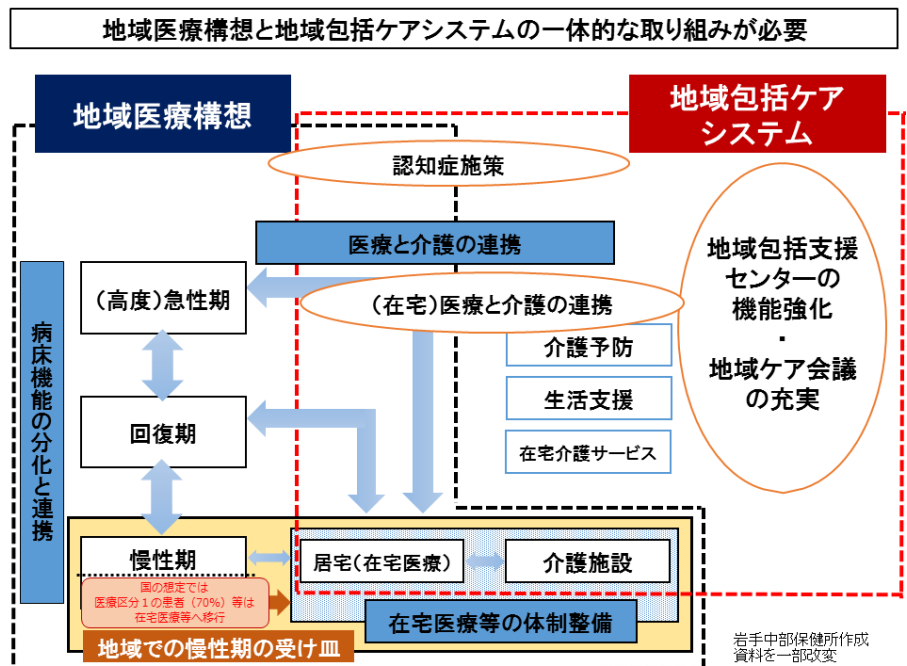 地域医療構想と地域包括ケアシステムの一体的な取り組みが必要
地域医療構想
地域包括ケア
システム
認知症施策
医療と介護の連携
地域包括支援
センターの
機能強化
・
地域ケア会議
の充実
病床機能の分化と連携
（高度）急性期
（在宅）医療と介護の連携
介護予防
生活支援
回復期
在宅介護サービス
慢性期
居宅（在宅医療）
介護施設
国の想定では
医療区分１の患者（70%）等は
在宅医療等へ移行
在宅医療等の体制整備
地域での慢性期の受け皿
岩手中部保健所作成
資料を一部改変